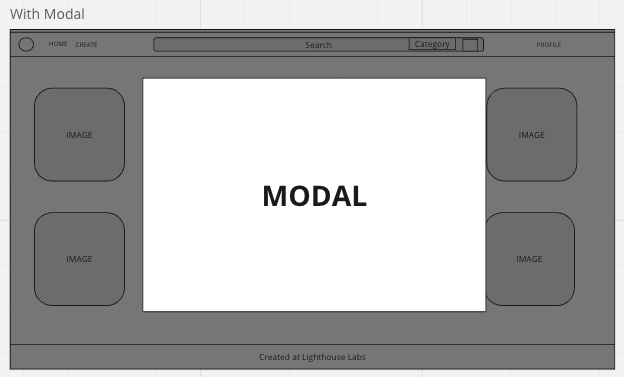 With Modal
HOME CREATE Search Category PROFILE
IMAGE IMAGE
MODAL
IMAGE IMAGE
Created at Lighthouse Labs